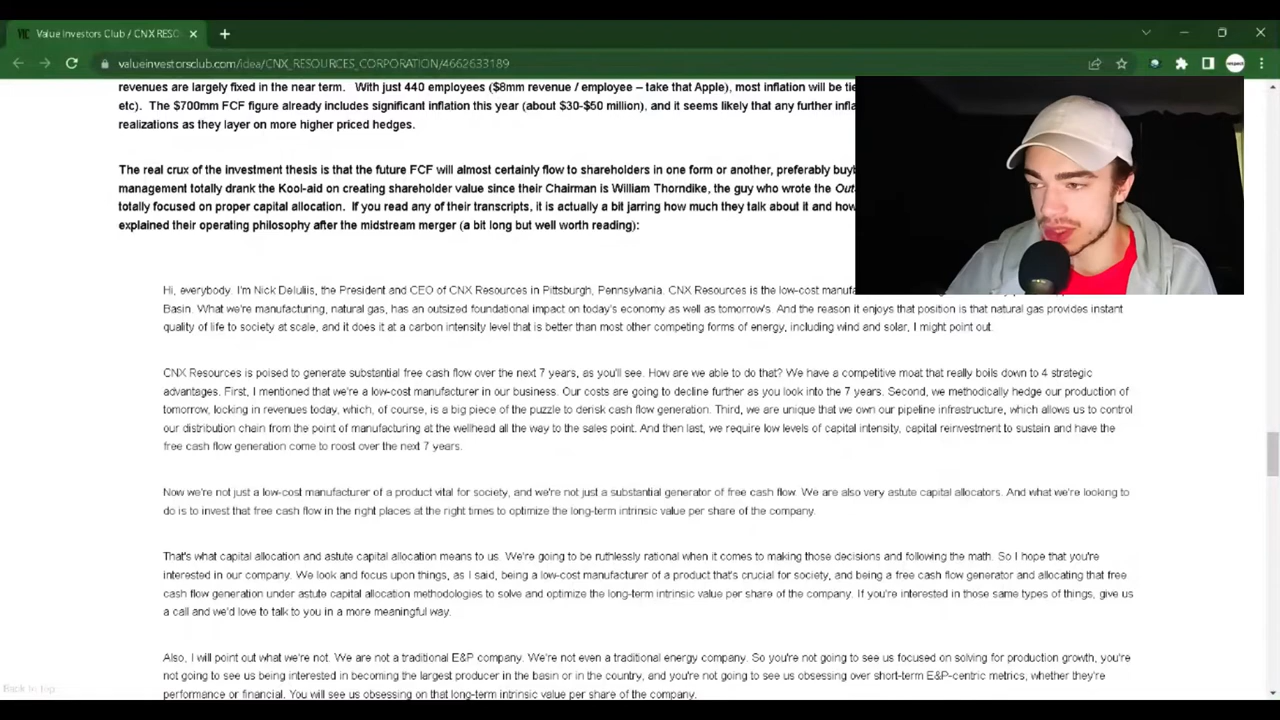 VIC Value Investors Club / CNX RESO
valueinvestorsclub.com/idea/CNX_RESOURCES_CORPORATION/4662633189
revenues are largely fixed in the near term. With just 440 employees ($8mm revenue / employee – take that Apple), most inflation will be tie
etc). The $700mm FCF figure already includes significant inflation this year (about $30-$50 million), and it seems likely that any further infla
realizations as they layer on more higher priced hedges.
The real crux of the investment thesis is that the future FCF will almost certainly flow to shareholders in one form or another, preferably buyb
management totally drank the Kool-aid on creating shareholder value since their Chairman is William Thorndike, the guy who wrote the Outs
totally focused on proper capital allocation. If you read any of their transcripts, it is actually a bit jarring how much they talk about it and how
explained their operating philosophy after the midstream merger (a bit long but well worth reading):
Hi, everybody. I'm Nick DeIuliis, the President and CEO of CNX Resources in Pittsburgh, Pennsylvania. CNX Resources is the low-cost manufa
Basin. What we're manufacturing, natural gas, has an outsized foundational impact on today's economy as well as tomorrow's. And the reason it enjoys that position is that natural gas provides instant
quality of life to society at scale, and it does it at a carbon intensity level that is better than most other competing forms of energy, including wind and solar, I might point out.
CNX Resources is poised to generate substantial free cash flow over the next 7 years, as you'll see. How are we able to do that? We have a competitive moat that really boils down to 4 strategic
advantages. First, I mentioned that we're a low-cost manufacturer in our business. Our costs are going to decline further as you look into the 7 years. Second, we methodically hedge our production of
tomorrow, locking in revenues today, which, of course, is a big piece of the puzzle to derisk cash flow generation. Third, we are unique that we own our pipeline infrastructure, which allows us to control
our distribution chain from the point of manufacturing at the wellhead all the way to the sales point. And then last, we require low levels of capital intensity, capital reinvestment to sustain and have the
free cash flow generation come to roost over the next 7 years.
Now we're not just a low-cost manufacturer of a product vital for society, and we're not just a substantial generator of free cash flow. We are also very astute capital allocators. And what we're looking to
do is to invest that free cash flow in the right places at the right times to optimize the long-term intrinsic value per share of the company.
That's what capital allocation and astute capital allocation means to us. We're going to be ruthlessly rational when it comes to making those decisions and following the math. So I hope that you're
interested in our company. We look and focus upon things, as I said, being a low-cost manufacturer of a product that's crucial for society, and being a free cash flow generator and allocating that free
cash flow generation under astute capital allocation methodologies to solve and optimize the long-term intrinsic value per share of the company. If you're interested in those same types of things, give us
a call and we'd love to talk to you in a more meaningful way.
Also, I will point out what we're not. We are not a traditional E&P company. We're not even a traditional energy company. So you're not going to see us focused on solving for production growth, you're
not going to see us being interested in becoming the largest producer in the basin or in the country, and you're not going to see us obsessing over short-term E&P-centric metrics, whether they're
performance or financial. You will see us obsessing on that long-term intrinsic value per share of the company.
Back to top